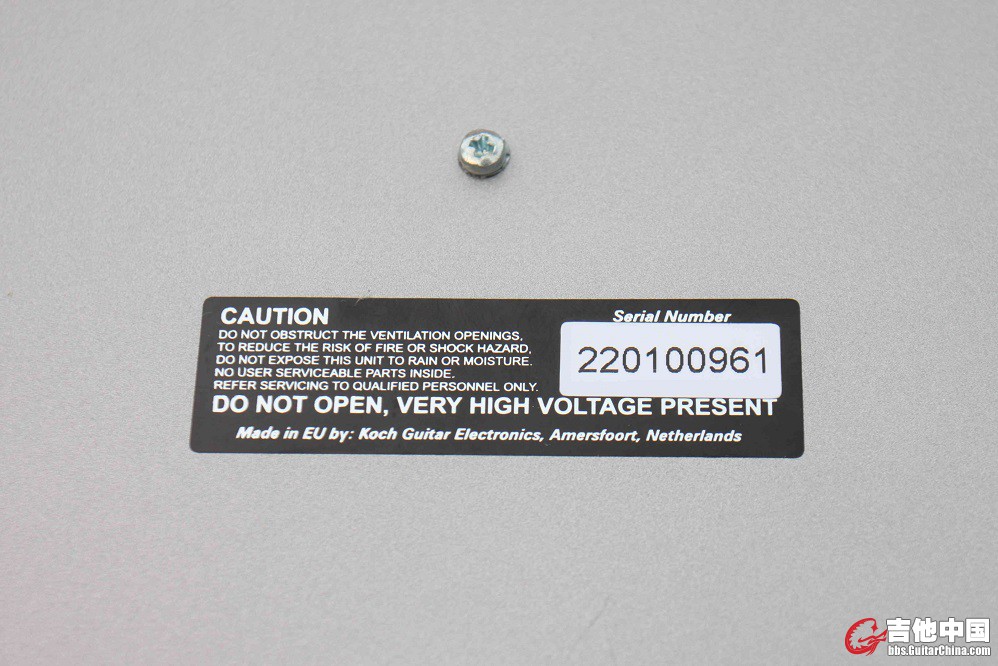 CAUTION
DO NOT OBSTRUCT THE VENTILATION OPENINGS,
TO REDUCE THE RISK OF FIRE OR SHOCK HAZARD,
DO NOT EXPOSE THIS UNIT TO RAIN OR MOISTURE.
NO USER SERVICEABLE PARTS INSIDE.
REFER SERVICING TO QUALIFIED PERSONNEL ONLY.
Serial Number
220100961
DO NOT OPEN, VERY HIGH VOLTAGE PRESENT
Made in EU by: Koch Guitar Electronics, Amersfoort, Netherlands
吉他中国
bbs.GuitarChina.com